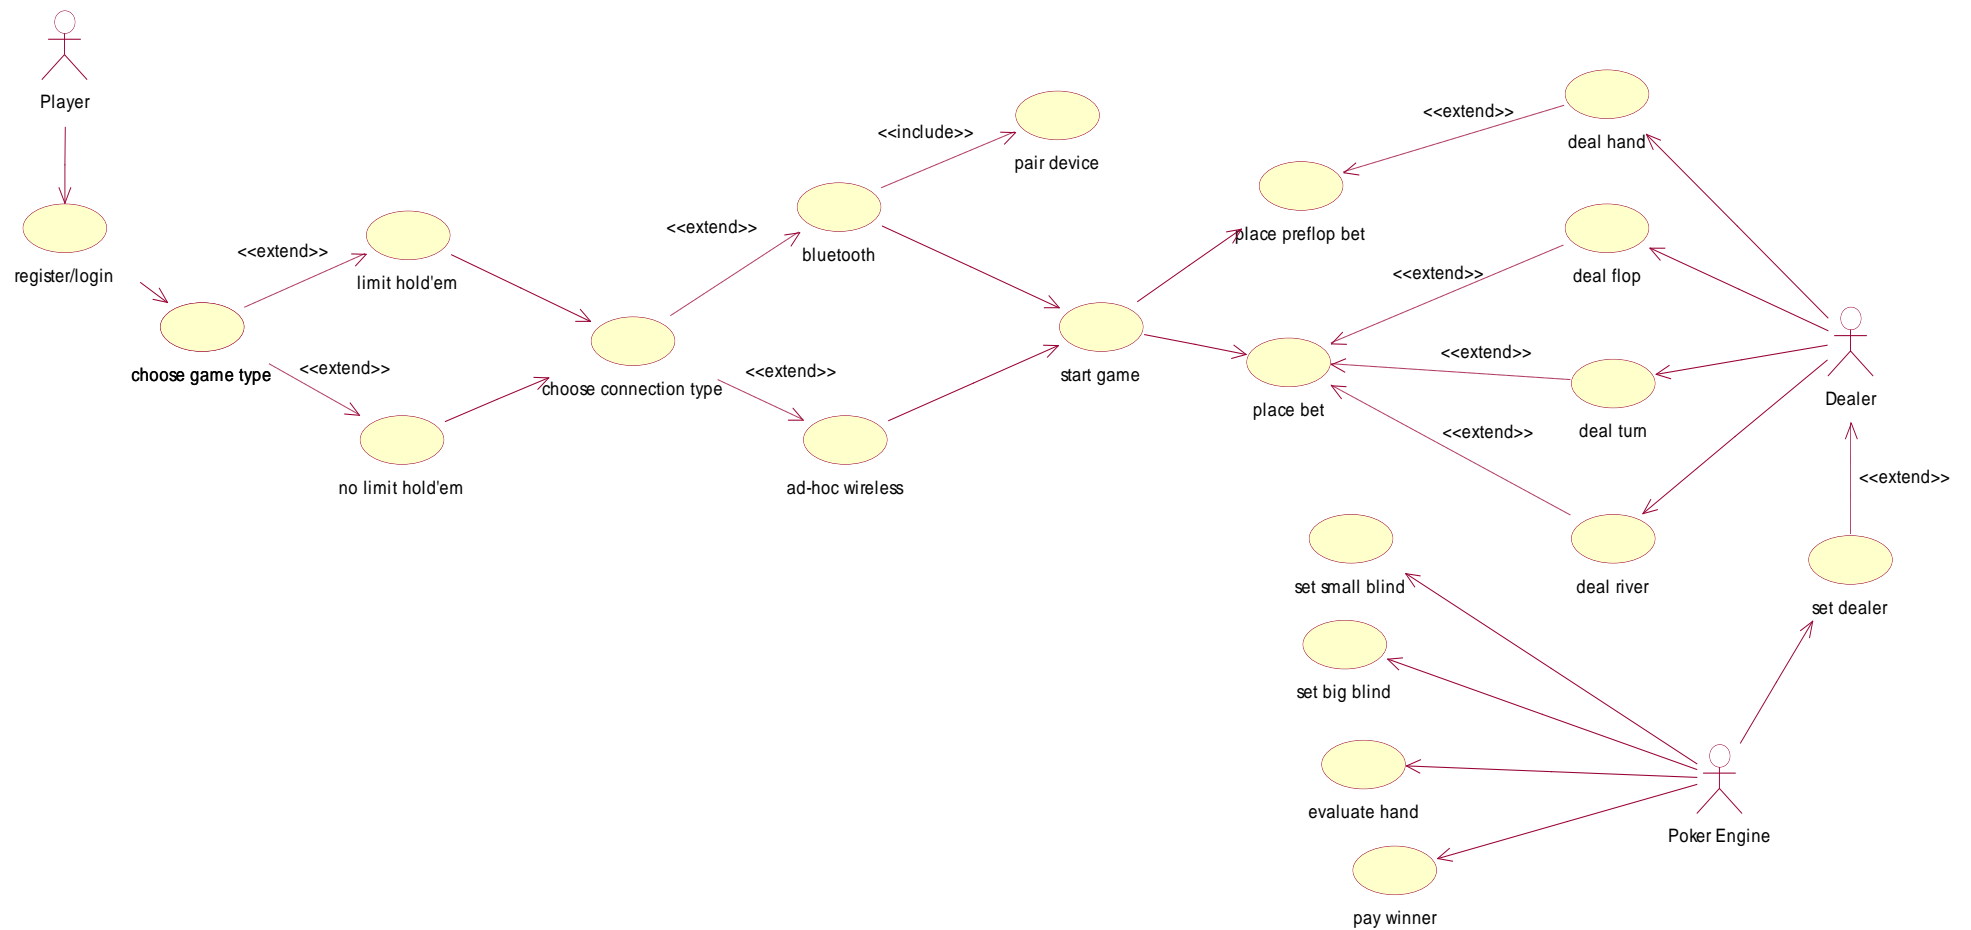 Player
register/login
choose game type
<<extend>>
limit hold'em
<<extend>>
no limit hold'em
choose connection type
<<extend>>
bluetooth
<<include>>
pair device
<<extend>>
ad-hoc wireless
start game
place preflop bet
<<extend>>
deal hand
<<extend>>
deal flop
place bet
<<extend>>
deal turn
<<extend>>
deal river
Dealer
<<extend>>
set dealer
set small blind
set big blind
evaluate hand
pay winner
Poker Engine